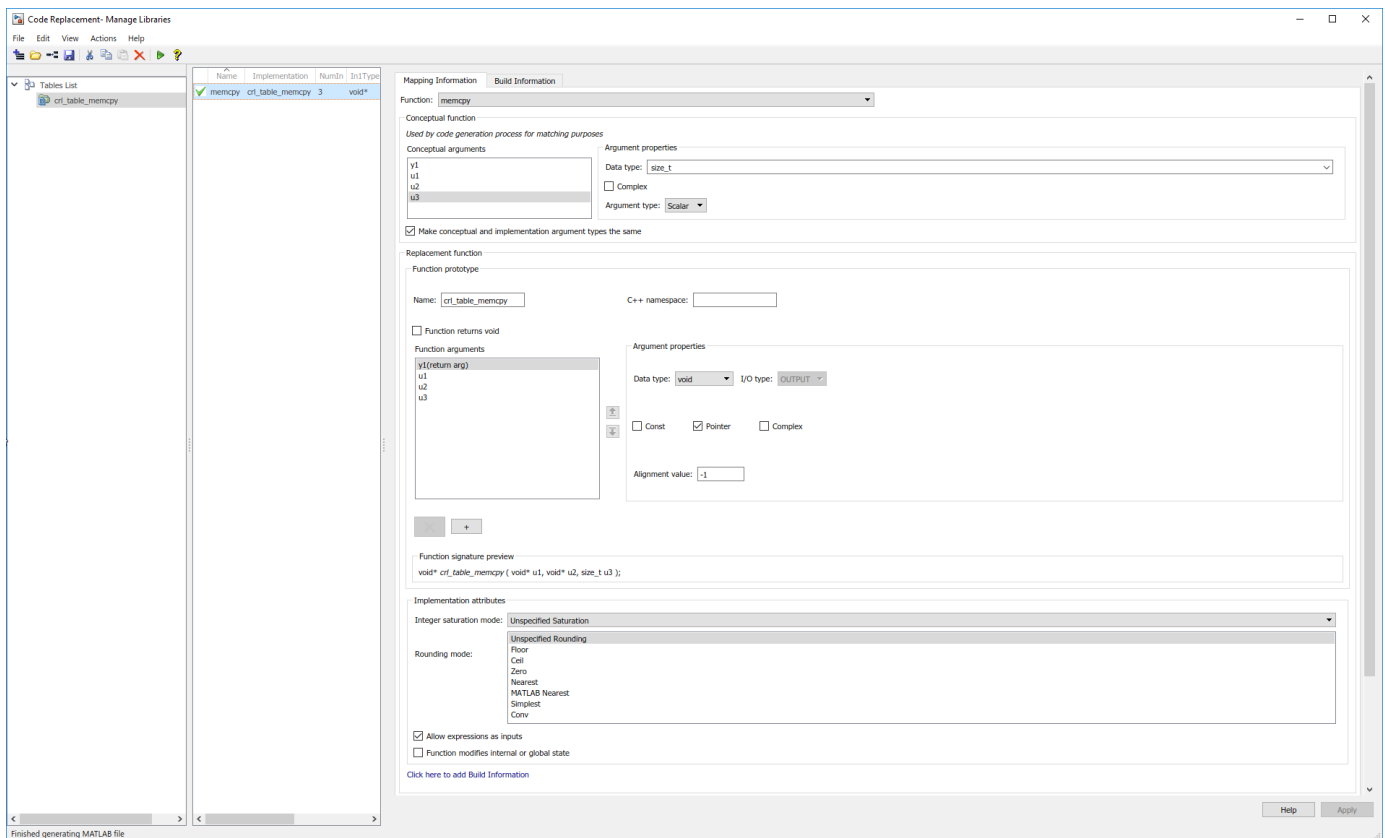 Code Replacement- Manage Libraries
File Edit View Actions Help
Name Implementation NumIn In1Type
Tables List
crl_table_memcpy
memcpy crl_table_memcpy 3 void*
Mapping Information Build Information
Function: memcpy
Conceptual function
Used by code generation process for matching purposes
Conceptual arguments
y1
u1
u2
u3
Argument properties
Data type: size_t
Complex
Argument type: Scalar
Make conceptual and implementation argument types the same
Replacement function
Function prototype
Name: crl_table_memcpy C++ namespace:
Function returns void
Function arguments
y1(return arg)
u1
u2
u3
Argument properties
Data type: void I/O type: OUTPUT
Const Pointer Complex
Alignment value: -1
+
Function signature preview
void* crl_table_memcpy ( void* u1, void* u2, size_t u3 );
Implementation attributes
Integer saturation mode: Unspecified Saturation
Rounding mode:
Unspecified Rounding
Floor
Ceil
Zero
Nearest
MATLAB Nearest
Simplest
Conv
Allow expressions as inputs
Function modifies internal or global state
Click here to add Build Information
Help Apply
Finished generating MATLAB file